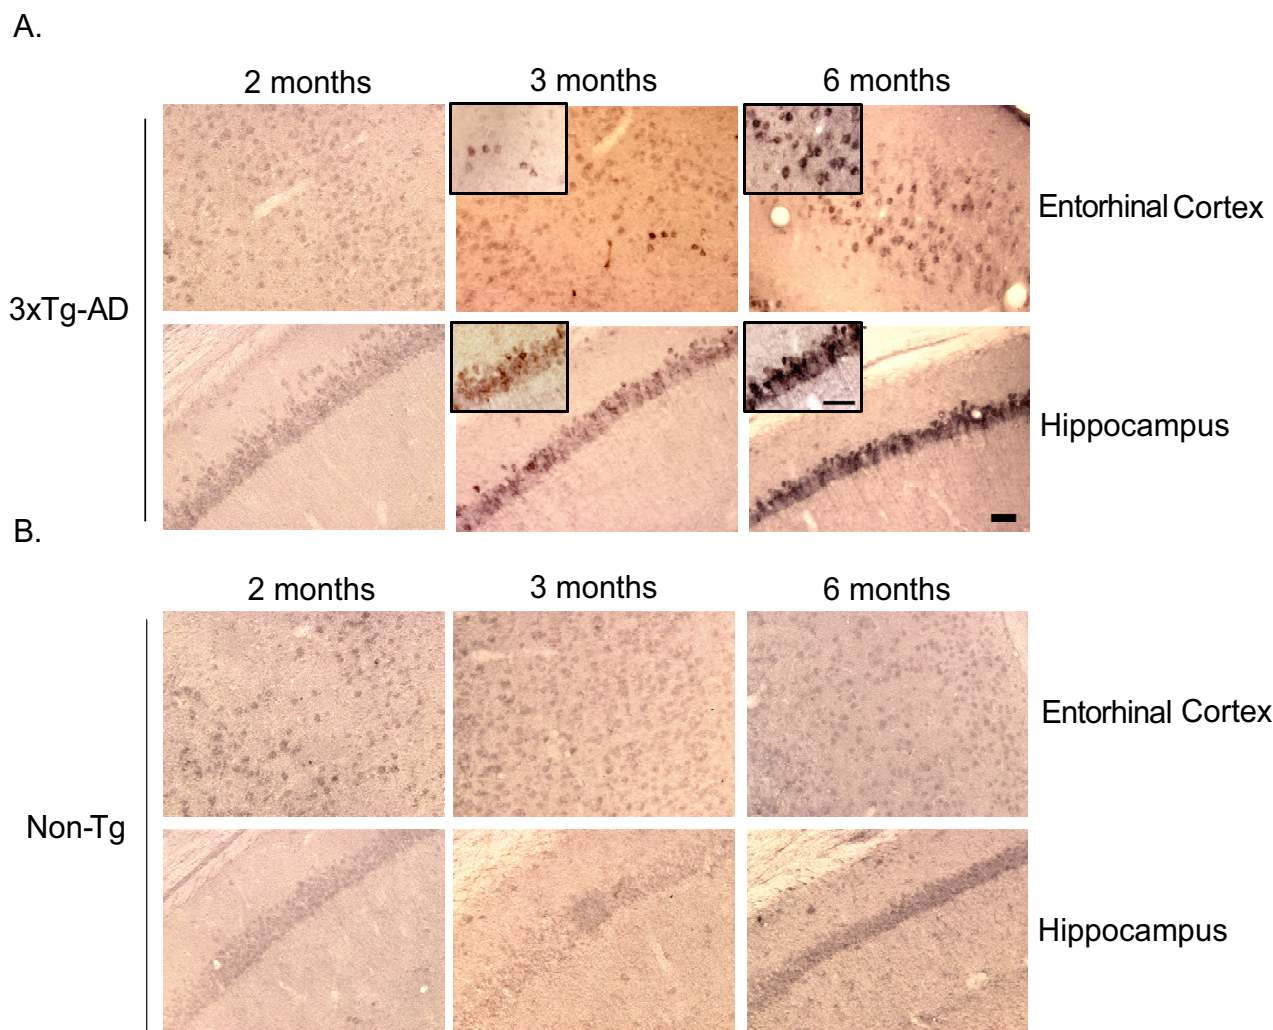 A.
2 months 3 months 6 months
3xTg-AD
Entorhinal Cortex
Hippocampus
B.
2 months 3 months 6 months
Non-Tg
Entorhinal Cortex
Hippocampus